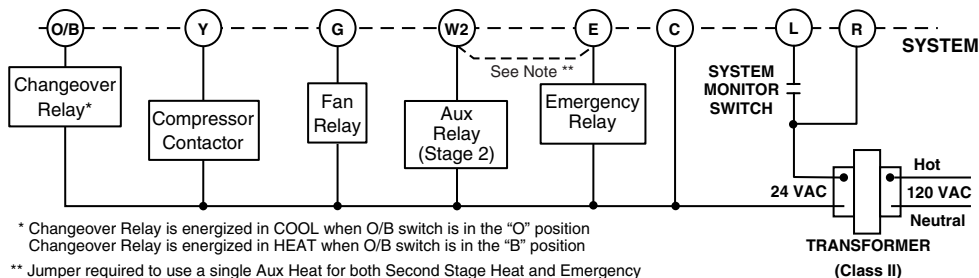 O/B Y G W2 E C L R
SYSTEM
See Note **
Changeover
Relay*
Compressor
Contactor
Fan
Relay
Aux
Relay
(Stage 2)
Emergency
Relay
SYSTEM
MONITOR
SWITCH
24 VAC
Hot
120 VAC
Neutral
TRANSFORMER
(Class II)
* Changeover Relay is energized in COOL when O/B switch is in the “O” position
Changeover Relay is energized in HEAT when O/B switch is in the “B” position
** Jumper required to use a single Aux Heat for both Second Stage Heat and Emergency